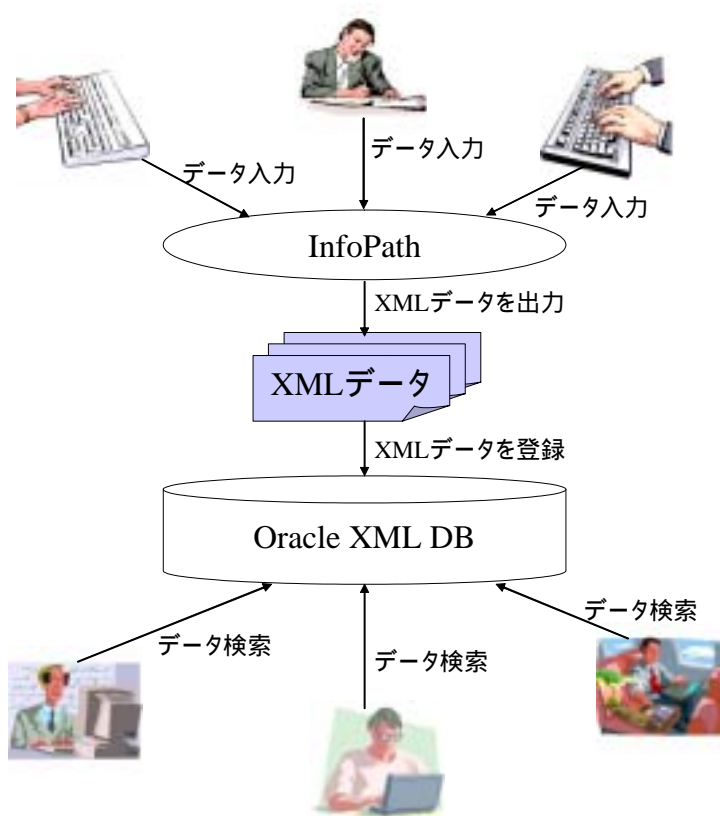 データ入力
データ入力
データ入力
InfoPath
XMLデータを出力
XMLデータ
XMLデータを登録
Oracle XML DB
データ検索
データ検索
データ検索